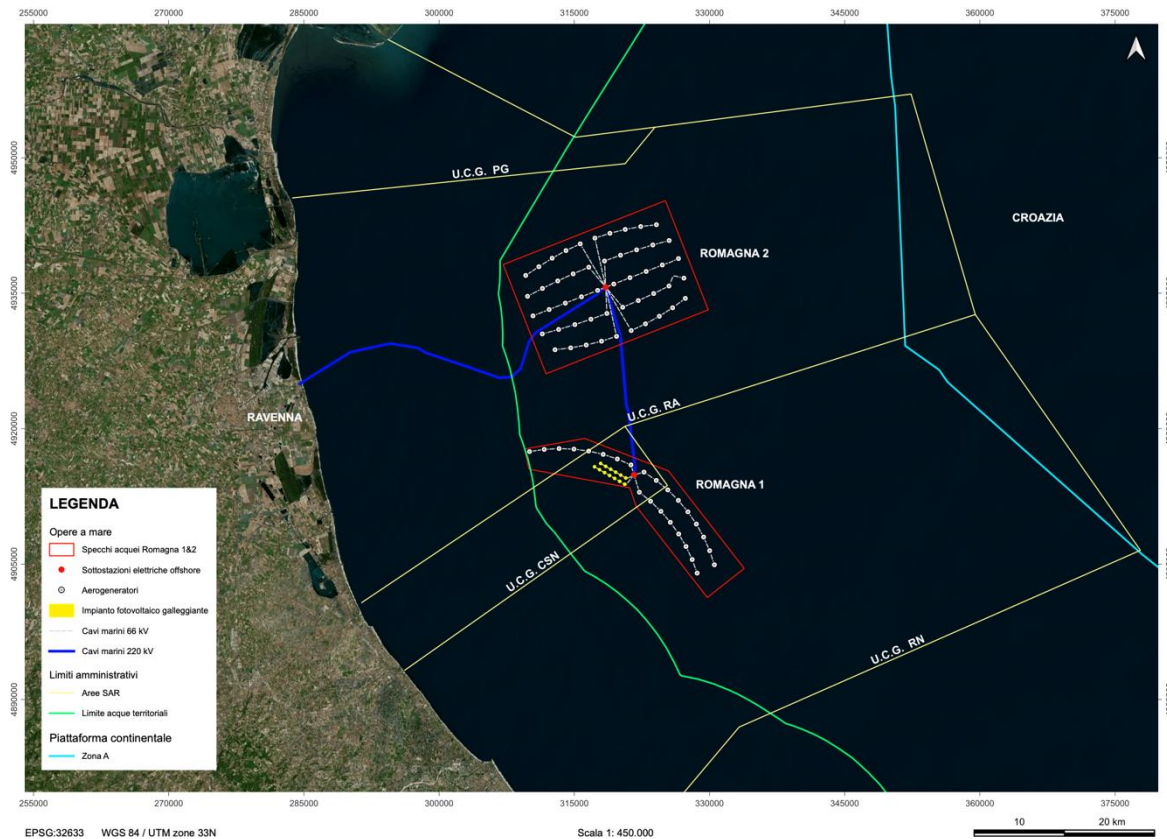 255000 270000 285000 300000 315000 330000 345000 360000 375000
4950000
4935000
4920000
4905000
4890000
U.C.G. PG
CROAZIA
ROMAGNA 2
U.C.G. RA
RAVENNA
ROMAGNA 1
U.C.G. CSN
U.C.G. RN
LEGENDA
Opere a mare
Specchi acquei Romagna 1&2
Sottostazioni elettriche offshore
Aerogeneratori
Impianto fotovoltaico galleggiante
Cavi marini 66 kV
Cavi marini 220 kV
Limiti amministrativi
Aree SAR
Limite acque territoriali
Piattaforma continentale
Zona A
255000 270000 285000 300000 315000 330000 345000 360000 375000
10 20 km
EPSG:32633 WGS 84 / UTM zone 33N
Scala 1: 450.000